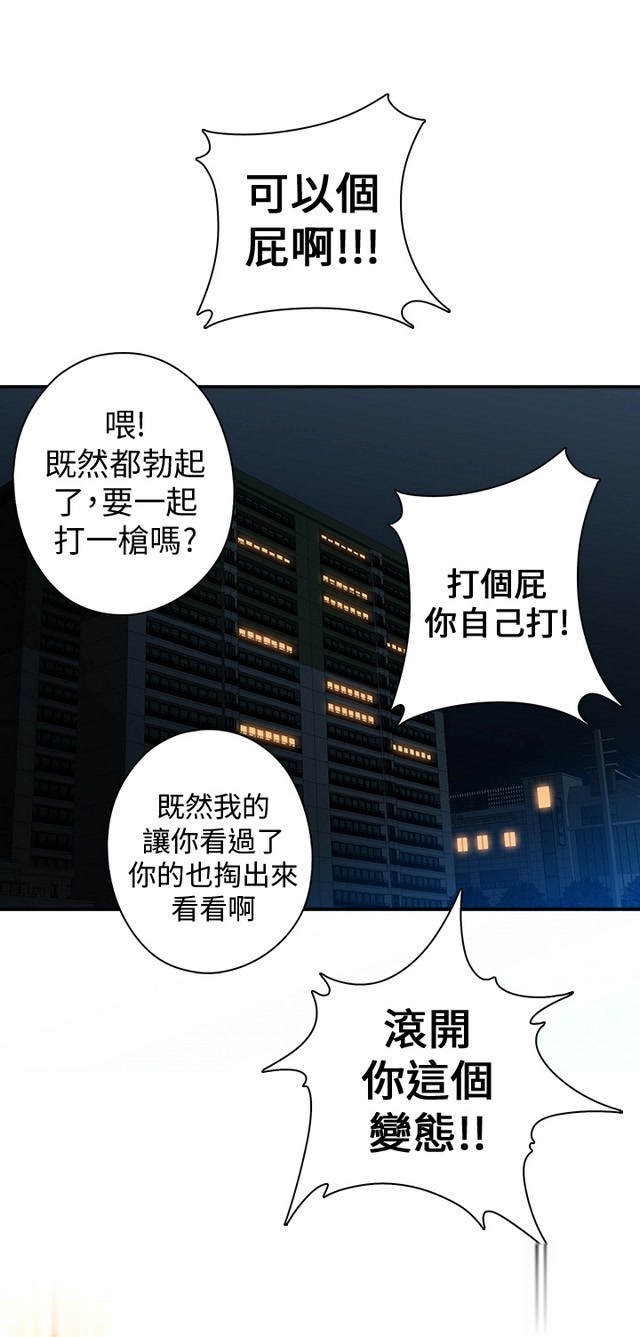 可以個
屁啊!!!
喂!
既然都勃起
了,要一起
打一槍嗎?
打個屁
你自己打!
既然我的
讓你看過了
你的也掏出來
看看啊
滾開
你這個
變態!!